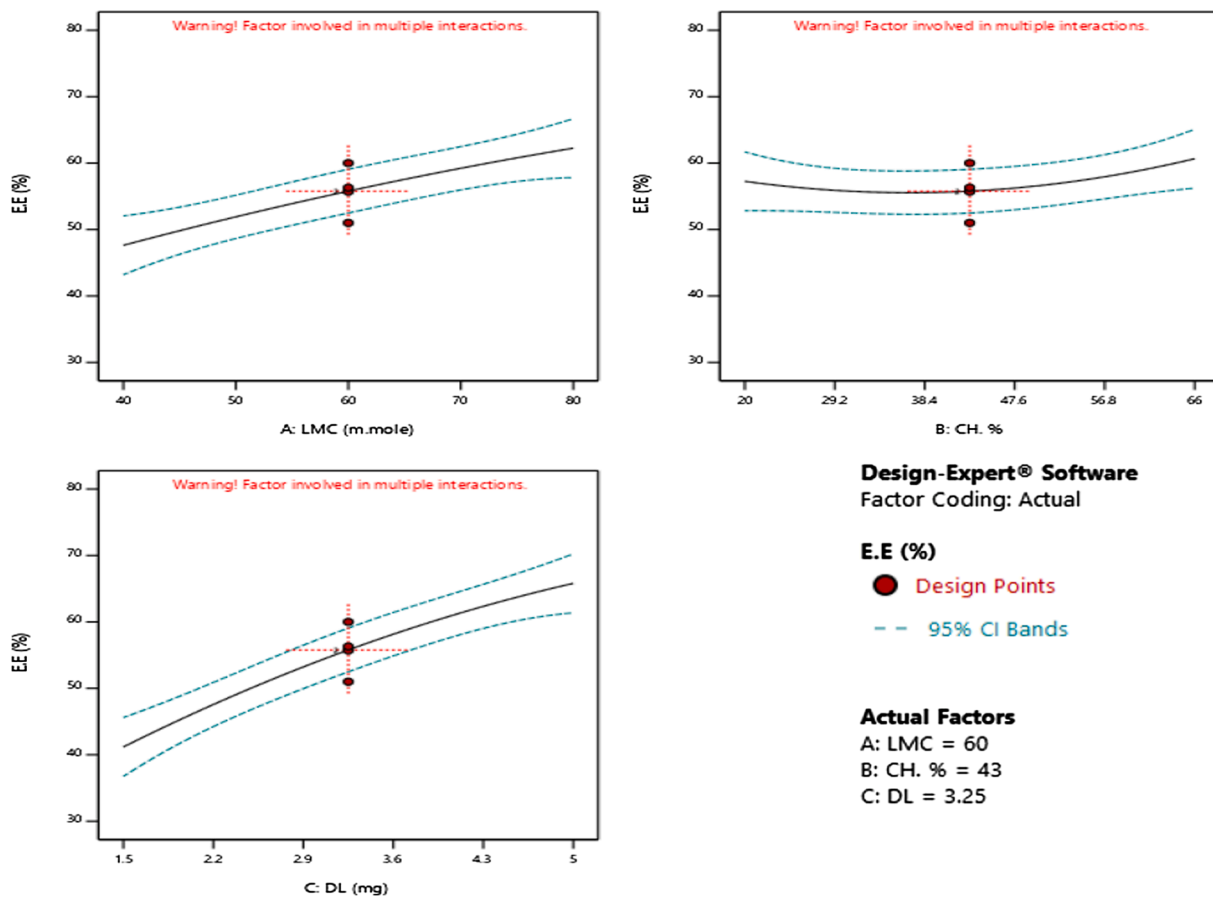 Warning! Factor involved in multiple interactions.
80
70
60
50
40
30
E.E (%)
40 50 60 70 80
A: LMC (m.mole)
Warning! Factor involved in multiple interactions.
80
70
60
50
40
30
E.E (%)
20 29.2 38.4 47.6 56.8 66
B: CH. %
Warning! Factor involved in multiple interactions.
80
70
60
50
40
30
E.E (%)
1.5 2.2 2.9 3.6 4.3 5
C: DL (mg)
Design-Expert® Software
Factor Coding: Actual
E.E (%)
Design Points
95% CI Bands
Actual Factors
A: LMC = 60
B: CH. % = 43
C: DL = 3.25